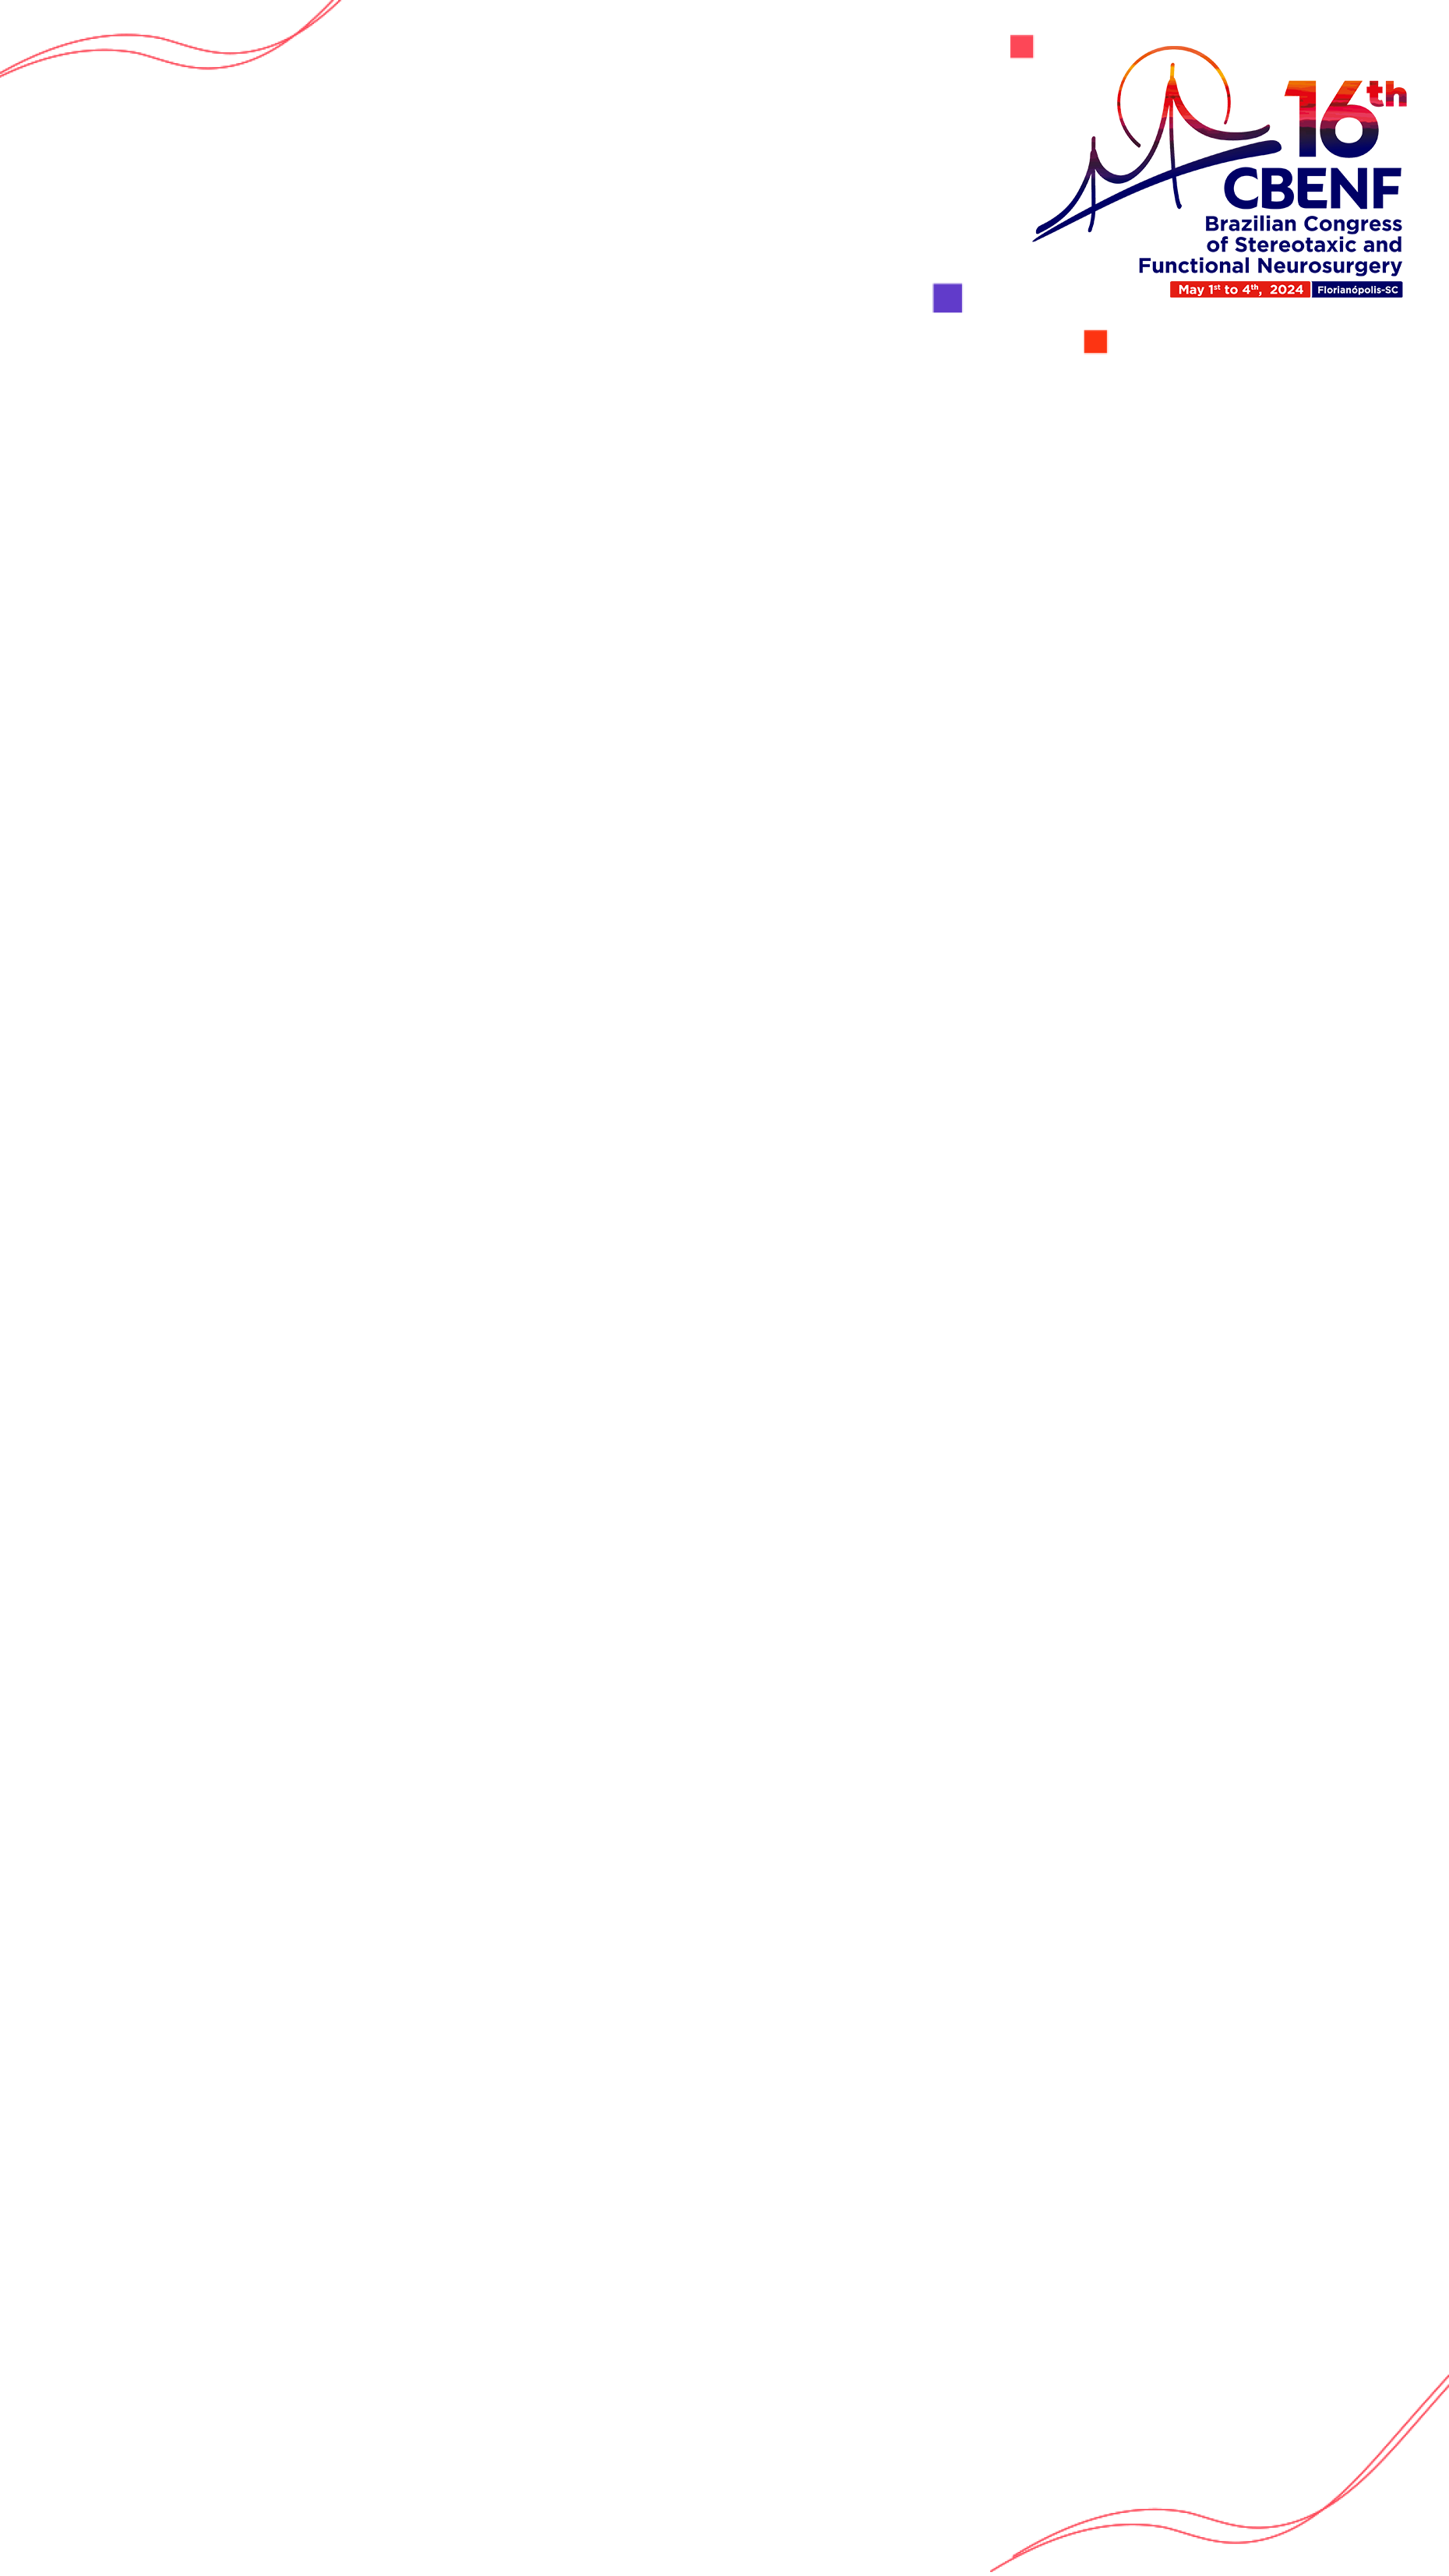 16th
CBENF
Brazilian Congress
of Stereotaxic and
Functional Neurosurgery
May 1st to 4th, 2024 Florianópolis-SC